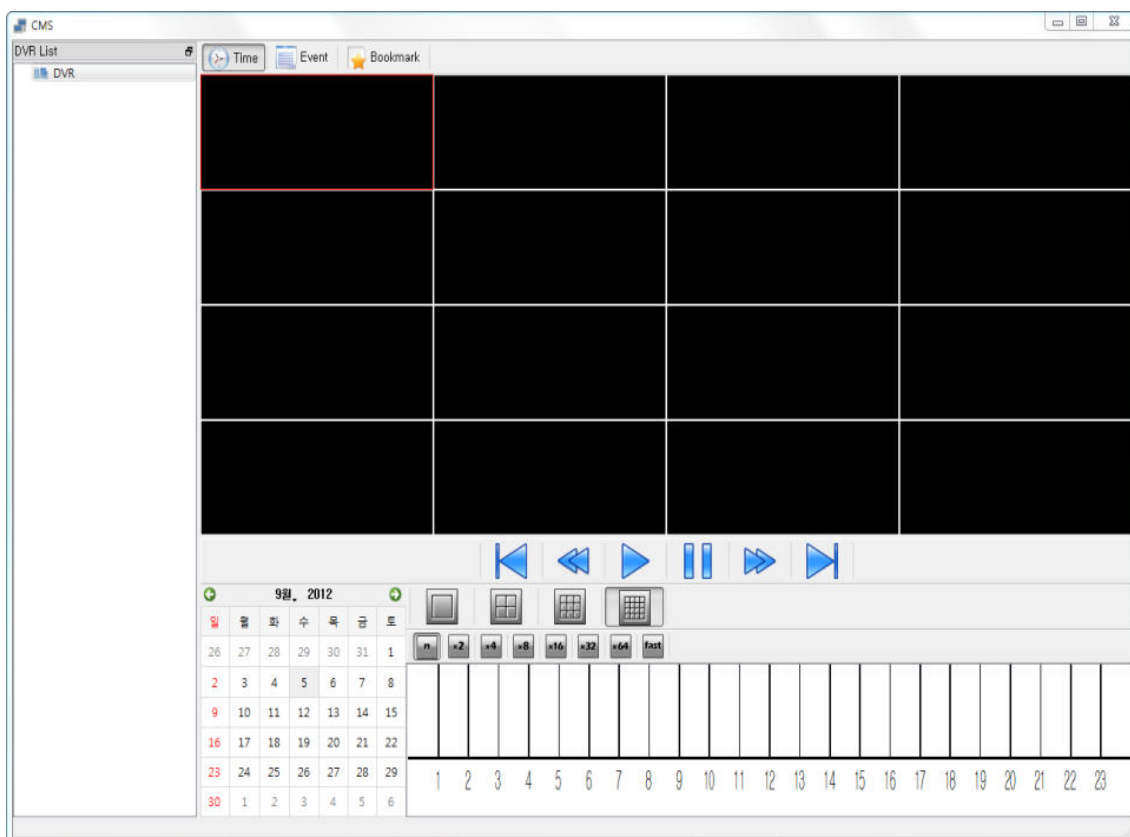 CMS
DVR List
DVR
Time Event Bookmark
9월, 2012
일 월 화 수 목 금 토
26 27 28 29 30 31 1
2 3 4 5 6 7 8
9 10 11 12 13 14 15
16 17 18 19 20 21 22
23 24 25 26 27 28 29
30 1 2 3 4 5 6
n x2 x4 x8 x16 x32 x64 fast
1 2 3 4 5 6 7 8 9 10 11 12 13 14 15 16 17 18 19 20 21 22 23